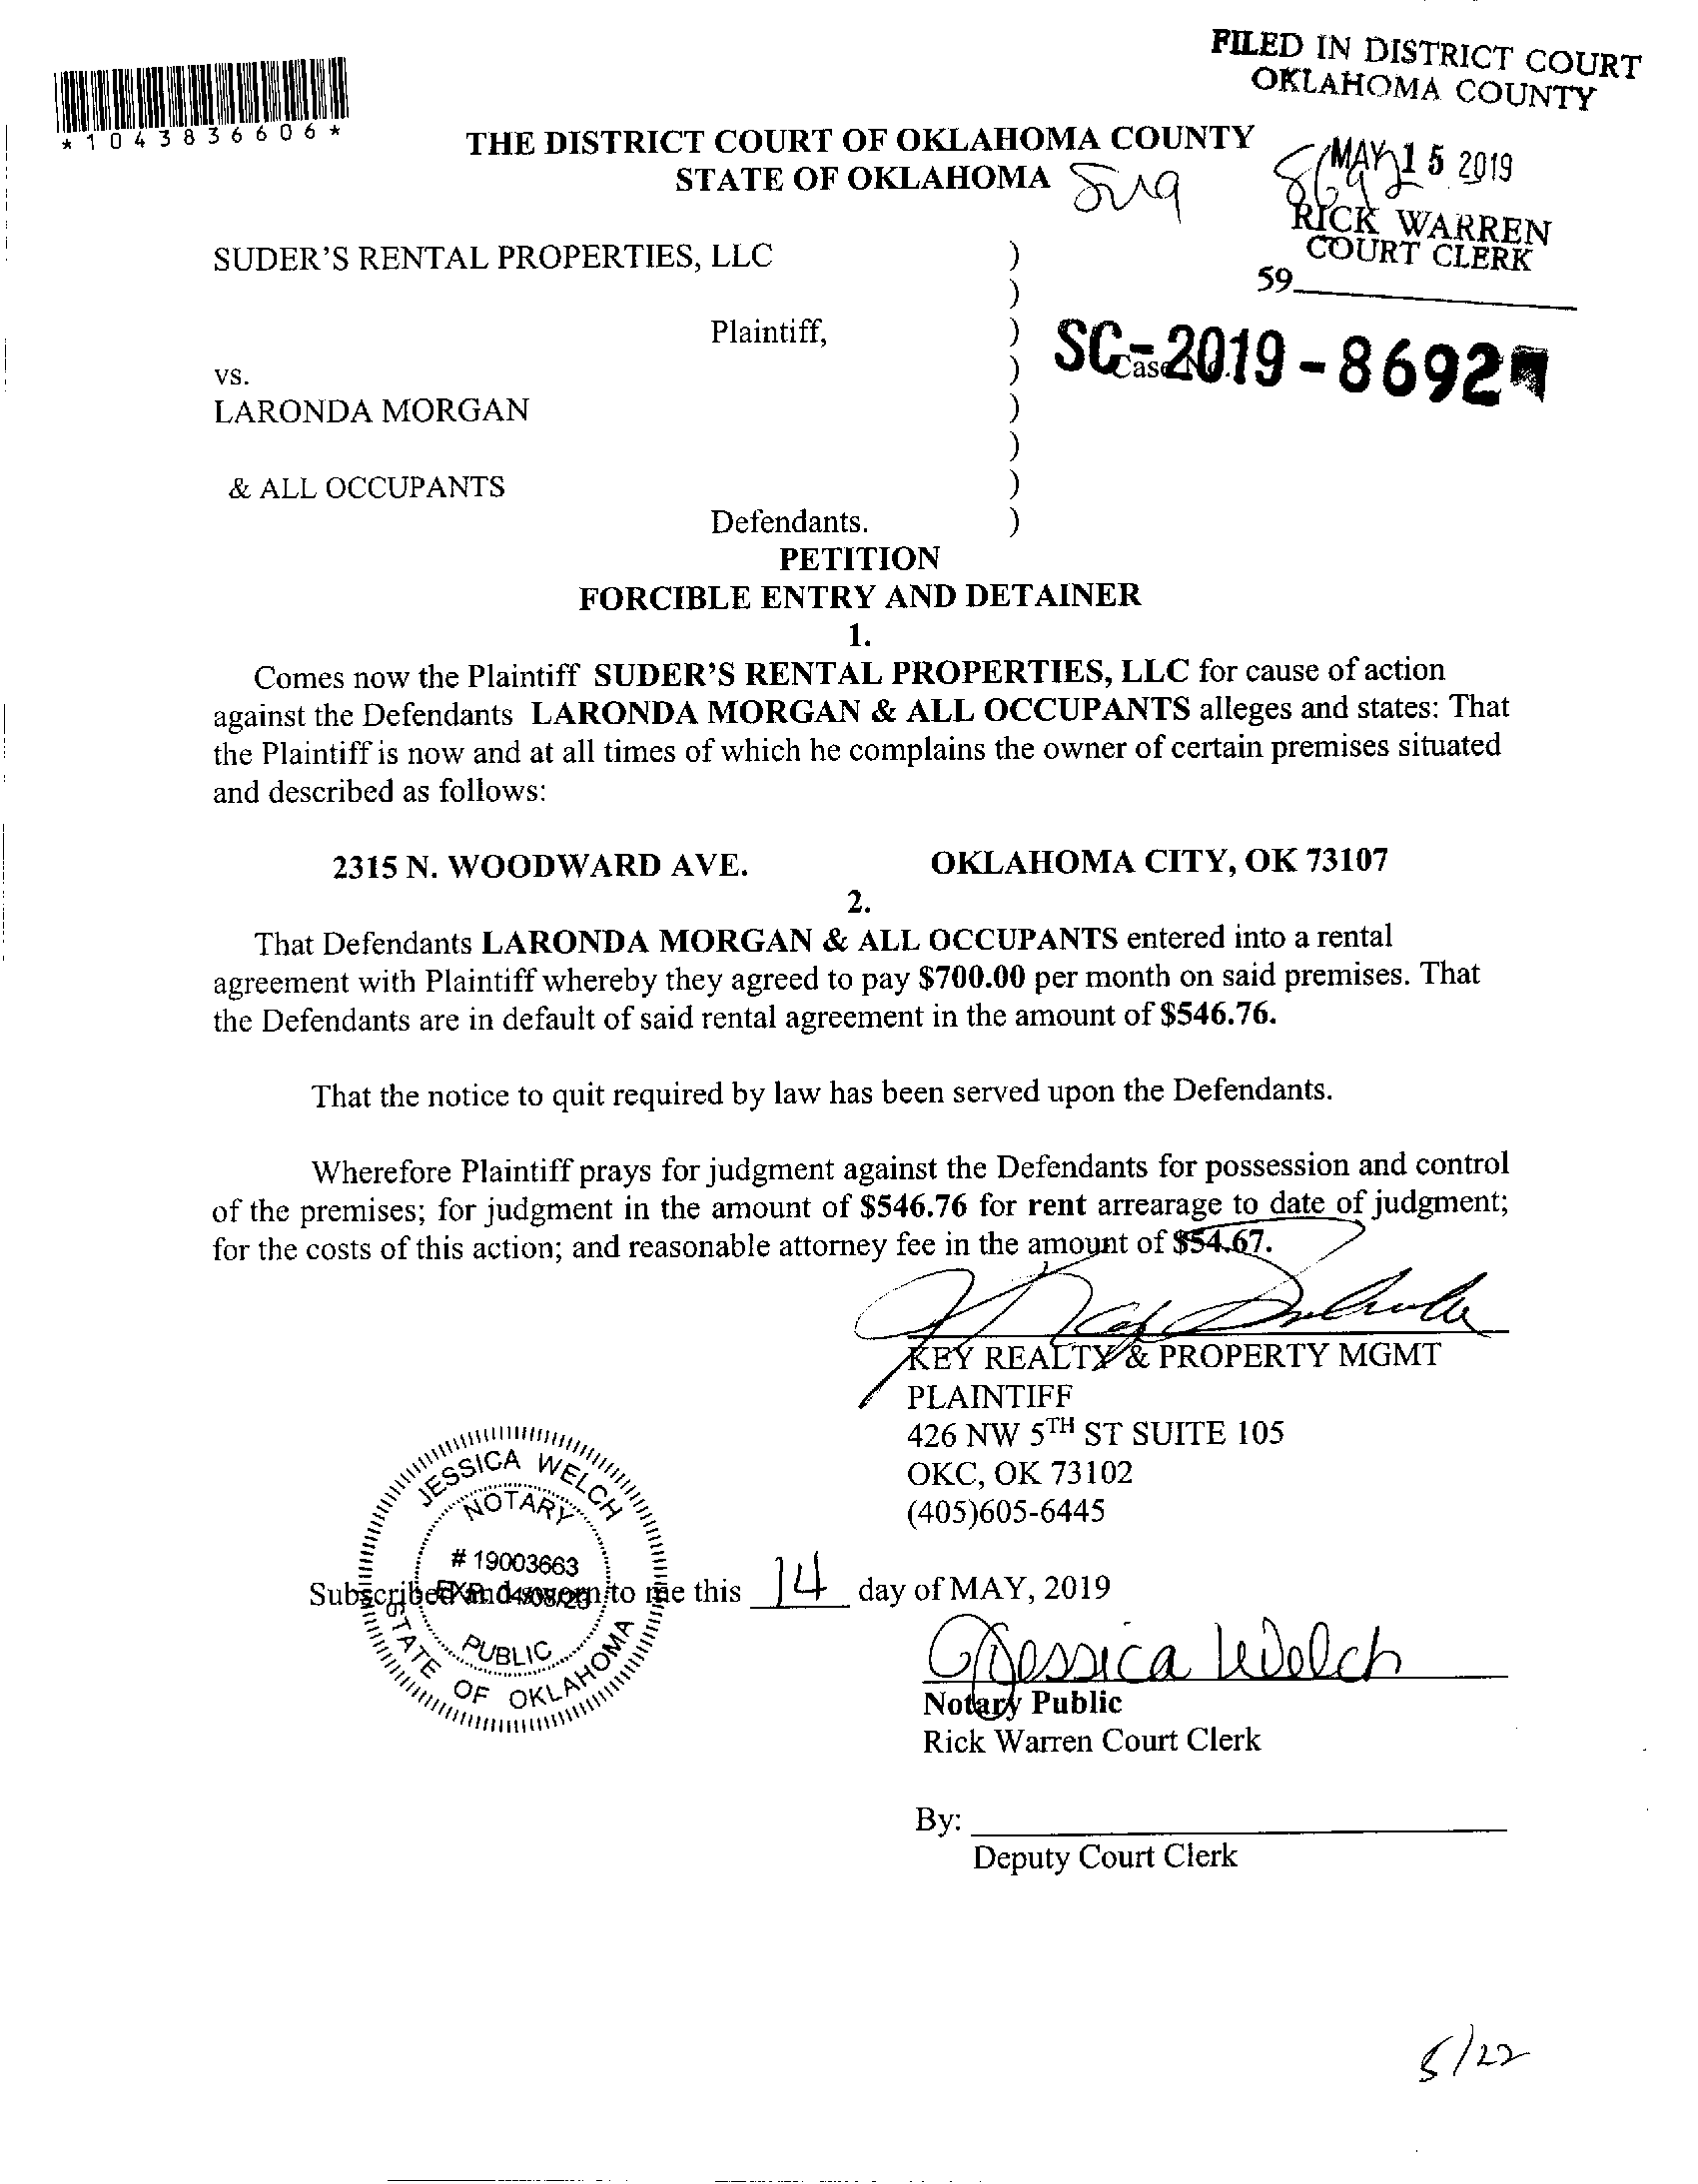 FILED IN DISTRICT COURT
OKLAHOMA COUNTY
*1043836606*
THE DISTRICT COURT OF OKLAHOMA COUNTY
STATE OF OKLAHOMA
MAY 15 2019
RICK WARREN
COURT CLERK
59
SUDER'S RENTAL PROPERTIES, LLC )
)
Plaintiff, )
vs. )
SC-2019-8692
LARONDA MORGAN )
)
& ALL OCCUPANTS )
Defendants. )
PETITION
FORCIBLE ENTRY AND DETAINER
1.
Comes now the Plaintiff SUDER'S RENTAL PROPERTIES, LLC for cause of action
against the Defendants LARONDA MORGAN & ALL OCCUPANTS alleges and states: That
the Plaintiff is now and at all times of which he complains the owner of certain premises situated
and described as follows:
2315 N. WOODWARD AVE. OKLAHOMA CITY, OK 73107
2.
That Defendants LARONDA MORGAN & ALL OCCUPANTS entered into a rental
agreement with Plaintiff whereby they agreed to pay $700.00 per month on said premises. That
the Defendants are in default of said rental agreement in the amount of $546.76.
That the notice to quit required by law has been served upon the Defendants.
Wherefore Plaintiff prays for judgment against the Defendants for possession and control
of the premises; for judgment in the amount of $546.76 for rent arrearage to date of judgment;
for the costs of this action; and reasonable attorney fee in the amount of $54.67.
KEY REALTY & PROPERTY MGMT
PLAINTIFF
426 NW 5TH ST SUITE 105
OKC, OK 73102
(405)605-6445
JESSICA WELCH
NOTARY
# 19003663
EXP. 04/08/23
PUBLIC
STATE OF OKLAHOMA
Subscribed and sworn to me this 14 day of MAY, 2019
Jessica Welch
Notary Public
Rick Warren Court Clerk
By:
Deputy Court Clerk
5/22